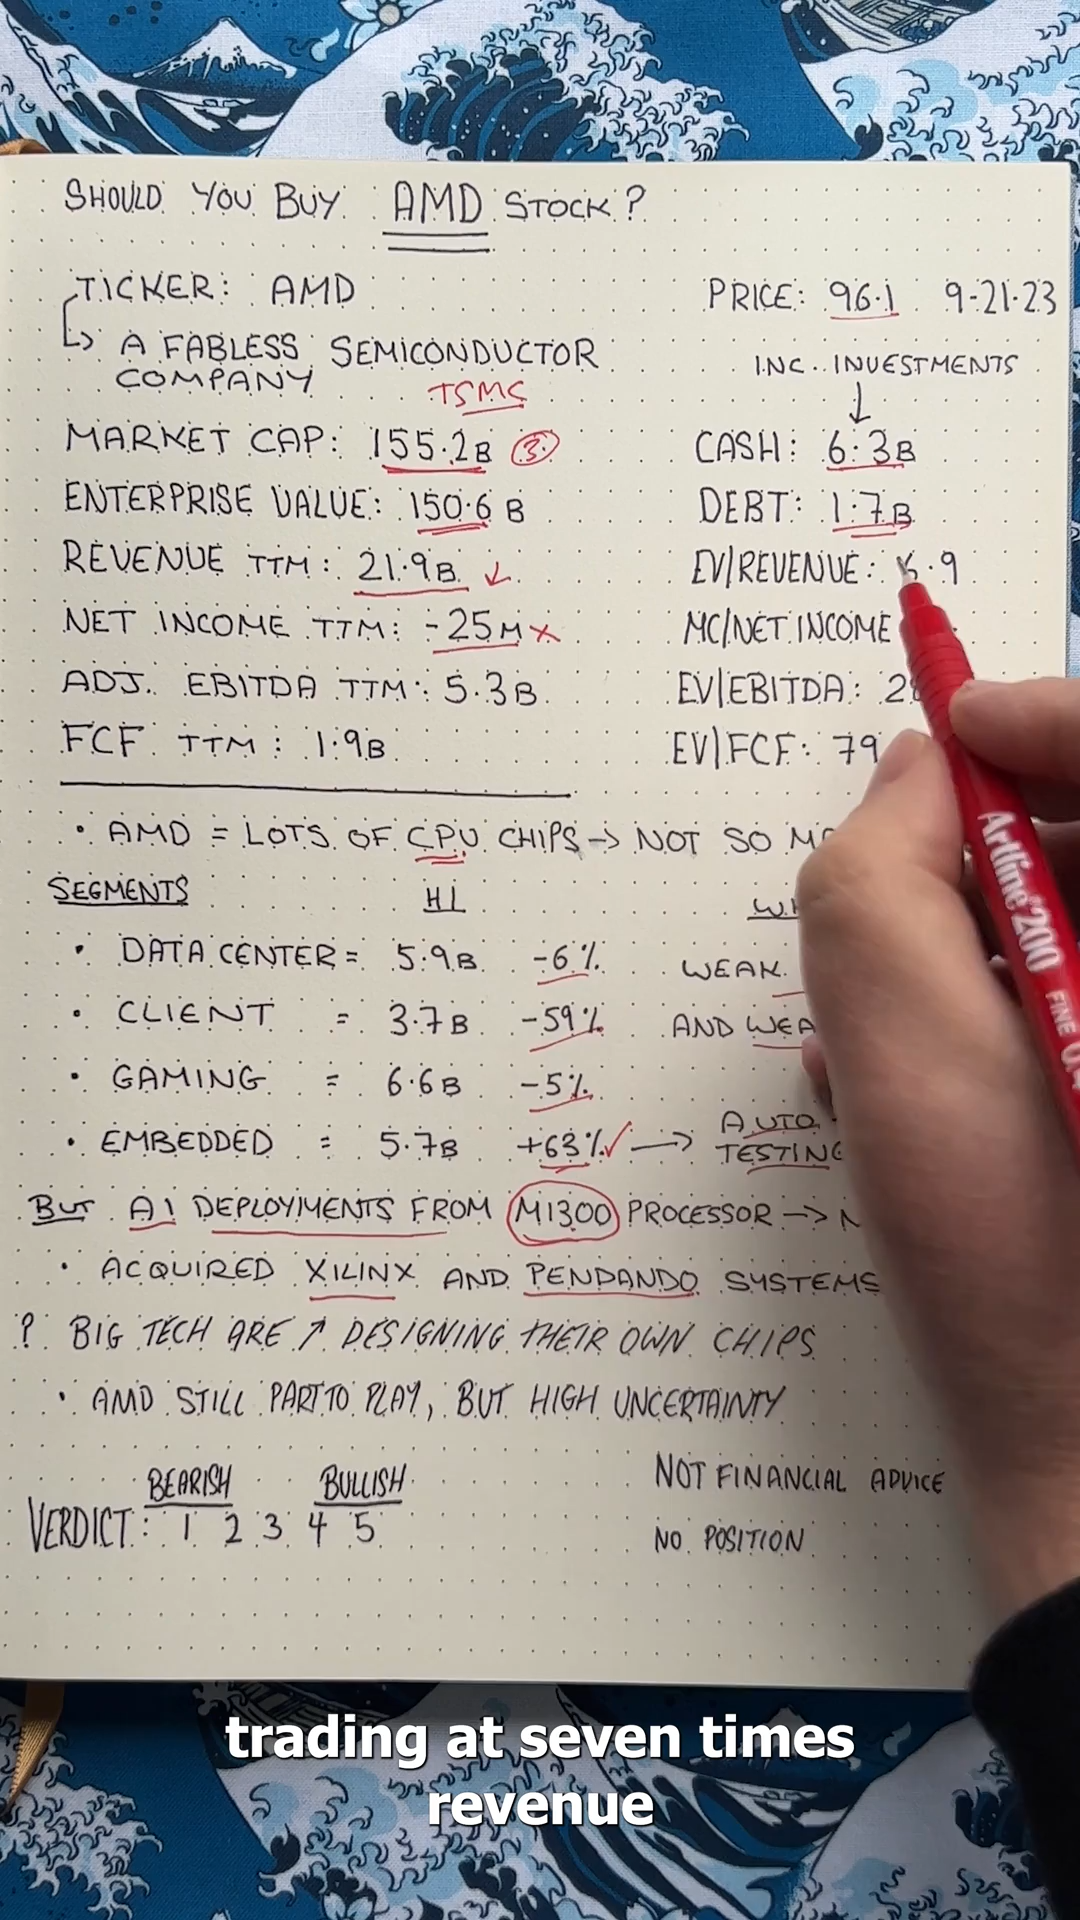 SHOULD YOU BUY AMD STOCK?
TICKER: AMD
PRICE: 96.1 9-21-23
A FABLESS SEMICONDUCTOR
COMPANY
TSMC
INC. INVESTMENTS
MARKET CAP: 155.2B 3.
CASH: 6.3B
ENTERPRISE VALUE: 150.6 B
DEBT: 1.7B
REVENUE TTM: 21.9B
EV/REVENUE: .9
NET INCOME TTM: -25M X
MC/NET INCOME
ADJ. EBITDA TTM: 5.3B
EV/EBITDA: 2
FCF TTM: 1.9B
EV/FCF: 79
• AMD = LOTS OF CPU CHIPS → NOT SO
SEGMENTS
H1
• DATA CENTER = 5.9B -6%
WEAK
• CLIENT = 3.7B -59%
AND WEA
• GAMING = 6.6B -5%
• EMBEDDED = 5.7B +63% ✓ → AUTO
TESTING
BUT AI DEPLOYMENTS FROM MI300 PROCESSOR →
• ACQUIRED XILINX AND PENDANDO SYSTEMS
? BIG TECH ARE ↗ DESIGNING THEIR OWN CHIPS
• AMD STILL PART TO PLAY, BUT HIGH UNCERTAINTY
BEARISH BULLISH
VERDICT: 1 2 3 4 5
NOT FINANCIAL ADVICE
NO POSITION
Artline 200 FINE
trading at seven times
revenue